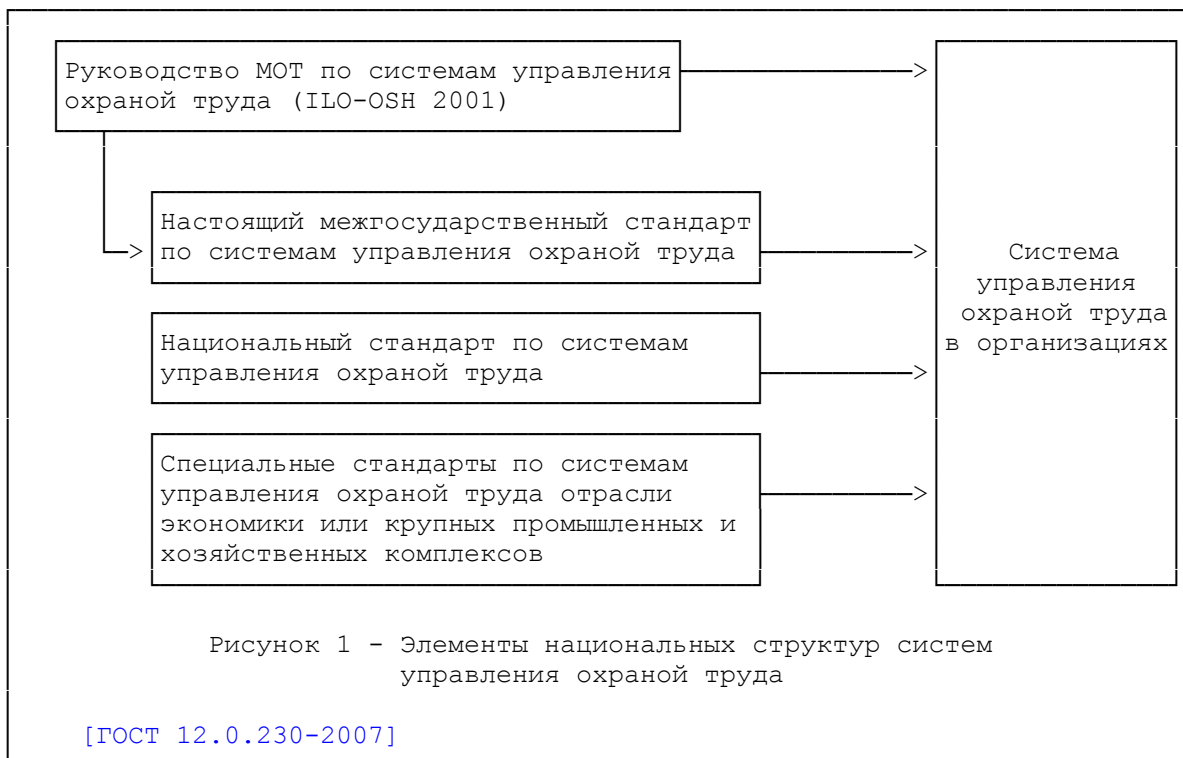 Руководство МОТ по системам управления
охраной труда (ILO-OSH 2001)
Настоящий межгосударственный стандарт
по системам управления охраной труда
Национальный стандарт по системам
управления охраной труда
Специальные стандарты по системам
управления охраной труда отрасли
экономики или крупных промышленных и
хозяйственных комплексов
Система
управления
охраной труда
в организациях
Рисунок 1 - Элементы национальных структур систем
управления охраной труда
[ГОСТ 12.0.230-2007]